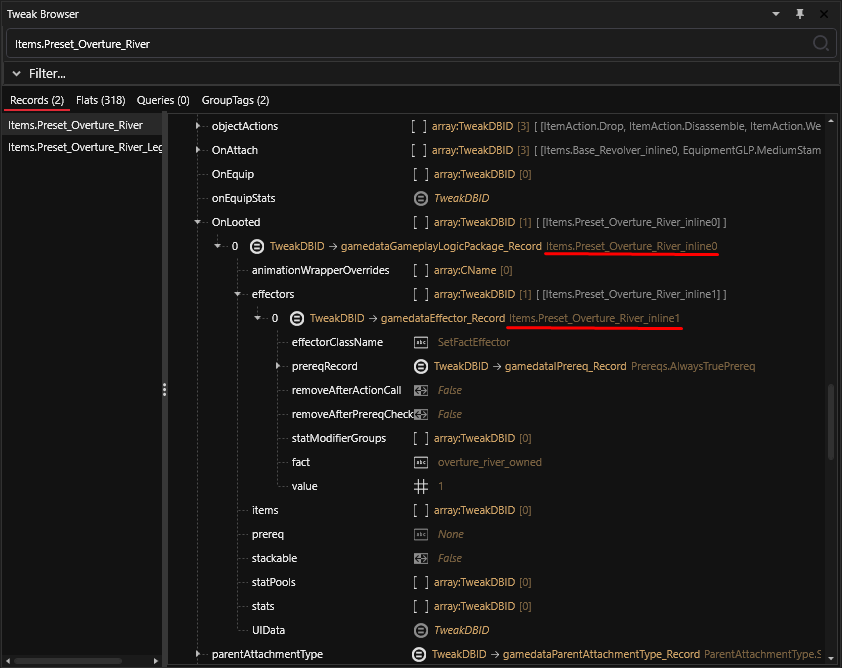 Tweak Browser
Items.Preset_Overture_River
Filter...
Records (2) Flats (318) Queries (0) GroupTags (2)
Items.Preset_Overture_River
Items.Preset_Overture_River_Leg
objectActions [ ] array:TweakDBID [3] [ [ItemAction.Drop, ItemAction.Disassemble, ItemAction.We
OnAttach [ ] array:TweakDBID [3] [ [Items.Base_Revolver_inline0, EquipmentGLP.MediumStam
OnEquip [ ] array:TweakDBID [0]
onEquipStats TweakDBID
OnLooted [ ] array:TweakDBID [1] [ [Items.Preset_Overture_River_inline0] ]
0 TweakDBID → gamedataGameplayLogicPackage_Record Items.Preset_Overture_River_inline0
animationWrapperOverrides [ ] array:CName [0]
effectors [ ] array:TweakDBID [1] [ [Items.Preset_Overture_River_inline1] ]
0 TweakDBID → gamedataEffector_Record Items.Preset_Overture_River_inline1
effectorClassName abc SetFactEffector
prereqRecord TweakDBID → gamedataIPrereq_Record Prereqs.AlwaysTruePrereq
removeAfterActionCall False
removeAfterPrereqCheck False
statModifierGroups [ ] array:TweakDBID [0]
fact abc overture_river_owned
value 1
items [ ] array:TweakDBID [0]
prereq abc None
stackable False
statPools [ ] array:TweakDBID [0]
stats [ ] array:TweakDBID [0]
UIData TweakDBID
parentAttachmentType TweakDBID → gamedataParentAttachmentType_Record ParentAttachmentType.S